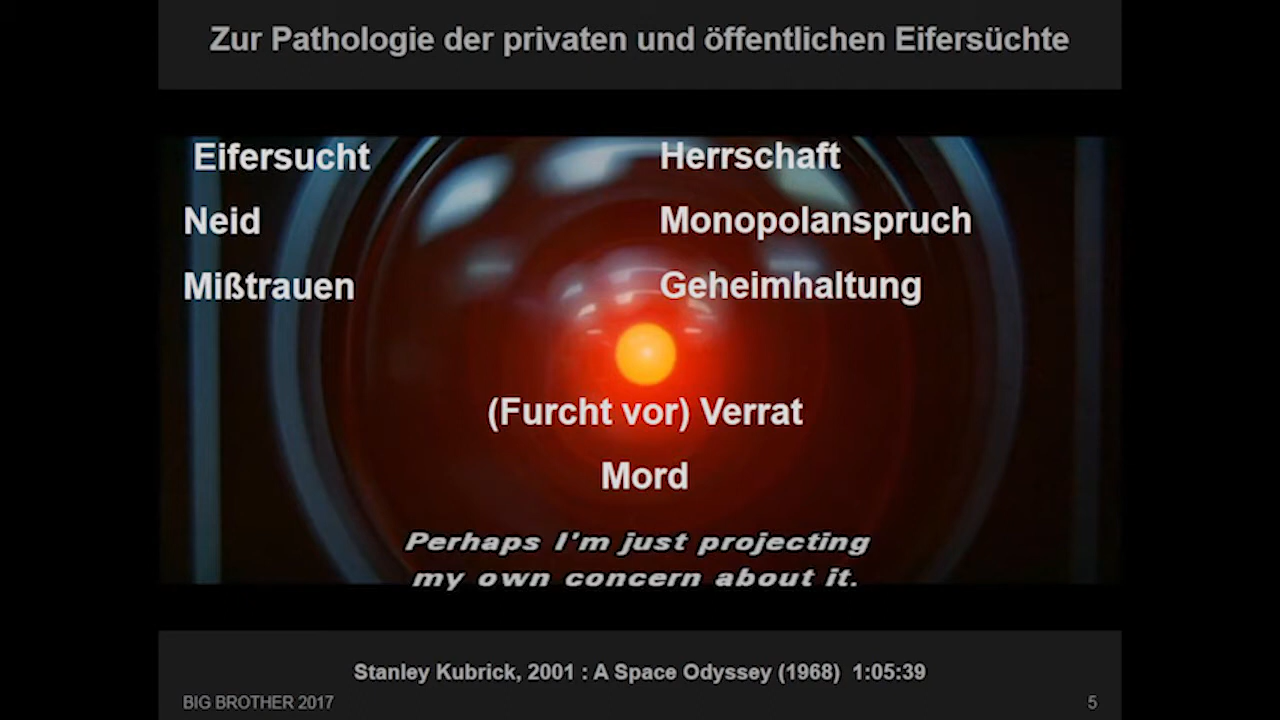 Zur Pathologie der privaten und öffentlichen Eifersüchte
Eifersucht
Herrschaft
Neid
Monopolanspruch
Mißtrauen
Geheimhaltung
(Furcht vor) Verrat
Mord
Perhaps I'm just projecting
my own concern about it.
Stanley Kubrick, 2001 : A Space Odyssey (1968) 1:05:39
BIG BROTHER 2017
5